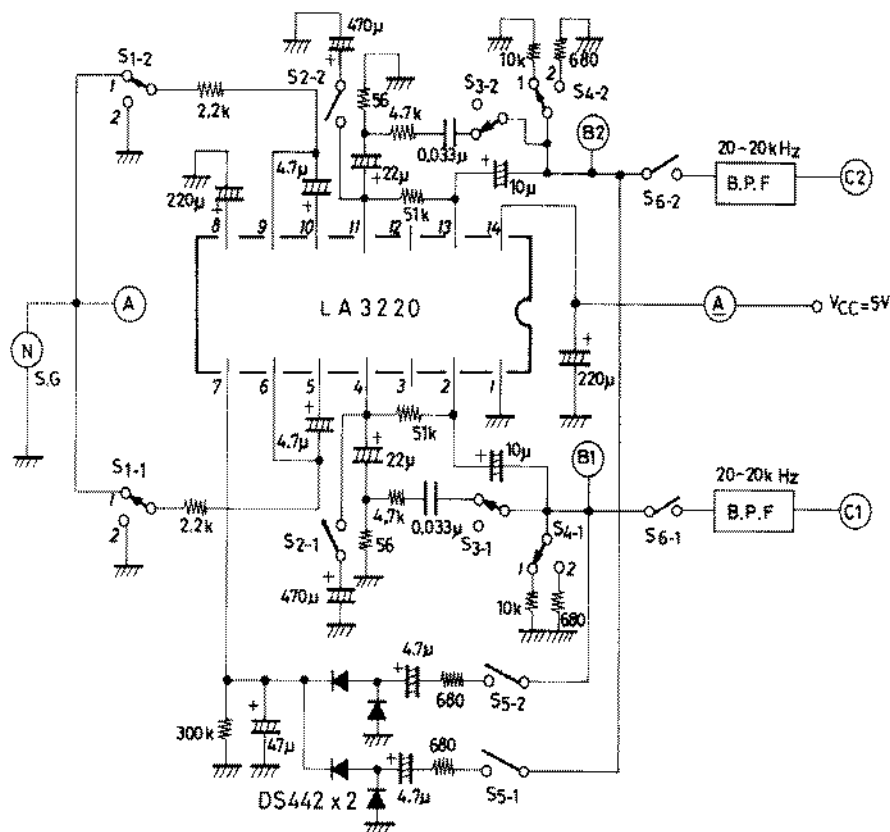 470µ
+
10k
680
S1-2
S2-2
S3-2
1
2
S4-2
1
2
2.2k
56
4.7k
0.033µ
B2
20~20kHz
B.P.F
C2
S6-2
220µ
+
4.7µ
+
22µ
+
+
10µ
51k
8
9
10
11
12
13
14
LA3220
N
S.G
A
A
VCC=5V
+
220µ
7
6
5
4
3
2
1
+
4.7µ
51k
+
22µ
+
10µ
B1
20~20kHz
B.P.F
C1
S1-1
1
2
2.2k
4.7k
0.033µ
S3-1
S4-1
S6-1
S2-1
56
1
2
470µ
+
10k
680
+
4.7µ
680
S5-2
300k
+
47µ
+
4.7µ
680
S5-1
DS442 x 2